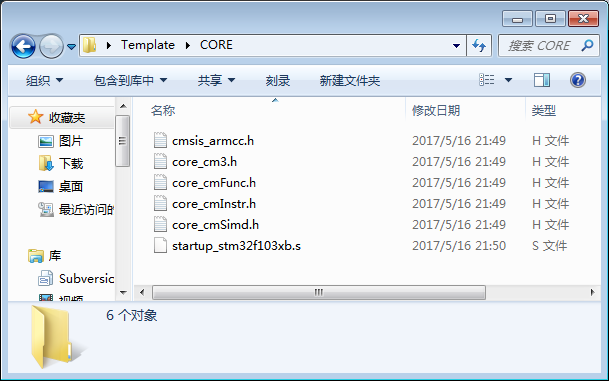 Template ▸ CORE
搜索 CORE
组织 包含到库中 共享 刻录 新建文件夹
收藏夹
图片
下载
桌面
最近访问的
库
Subversic
视频
名称 修改日期 类型
cmsis_armcc.h 2017/5/16 21:49 H 文件
core_cm3.h 2017/5/16 21:49 H 文件
core_cmFunc.h 2017/5/16 21:49 H 文件
core_cmInstr.h 2017/5/16 21:49 H 文件
core_cmSimd.h 2017/5/16 21:49 H 文件
startup_stm32f103xb.s 2017/5/16 21:50 S 文件
6 个对象